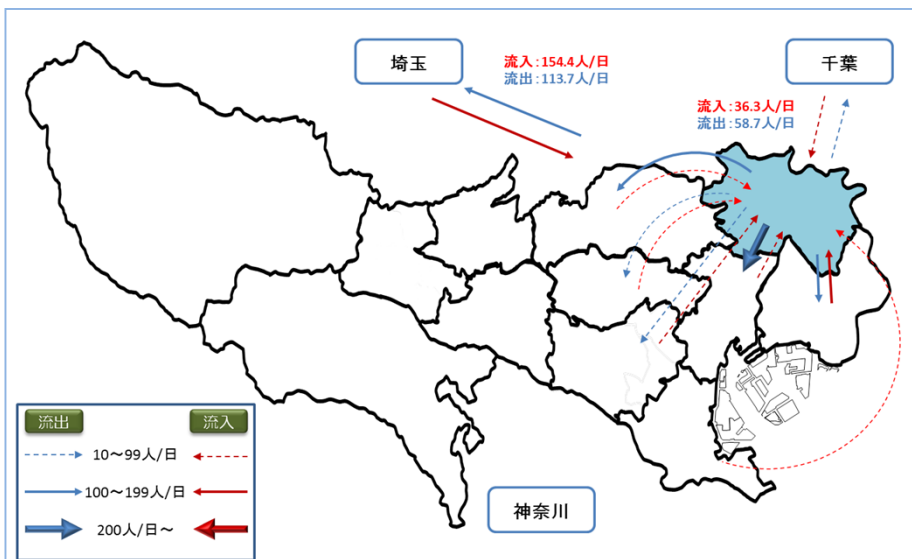 埼玉
流入:154.4人/日
流出:113.7人/日
千葉
流入:36.3人/日
流出:58.7人/日
流出
流入
10~99人/日
100~199人/日
200人/日~
神奈川